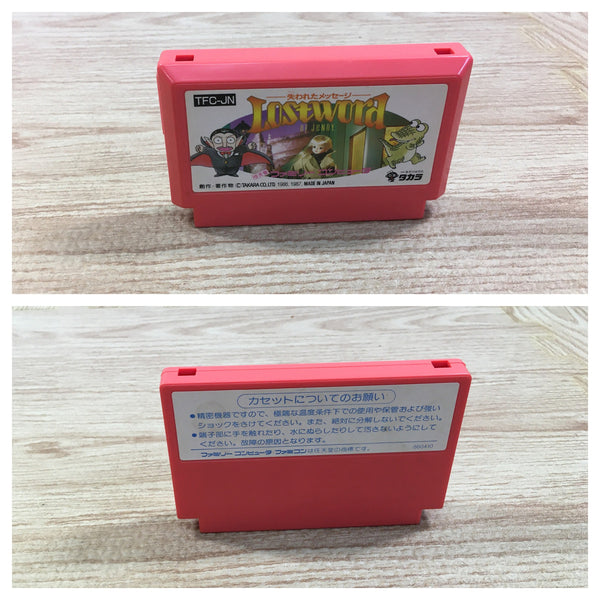 TFC-JN
失われたメッセージ
Lostword
OF JENNY
創作・著作物 ©TAKARA CO.,LTD 1986, 1987. MADE IN JAPAN
タカラ
カセットについてのお願い
●精密機器ですので、極端な温度条件下での使用や保管および強い
ショックをさけてください。また、絶対に分解しないでください。
●端子部に手を触れたり、水にぬらしたりして汚さないようにして
ください。故障の原因となります。
ファミリーコンピュータ ファミコンは任天堂の商標です。